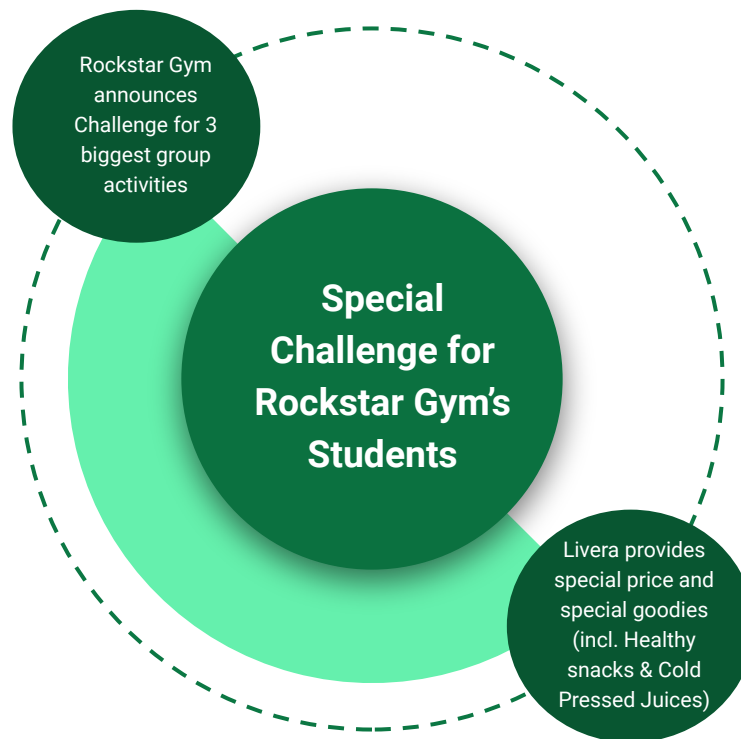 Rockstar Gym
announces
Challenge for 3
biggest group
activities
Special
Challenge for
Rockstar Gym’s
Students
Livera provides
special price and
special goodies
(incl. Healthy
snacks & Cold
Pressed Juices)